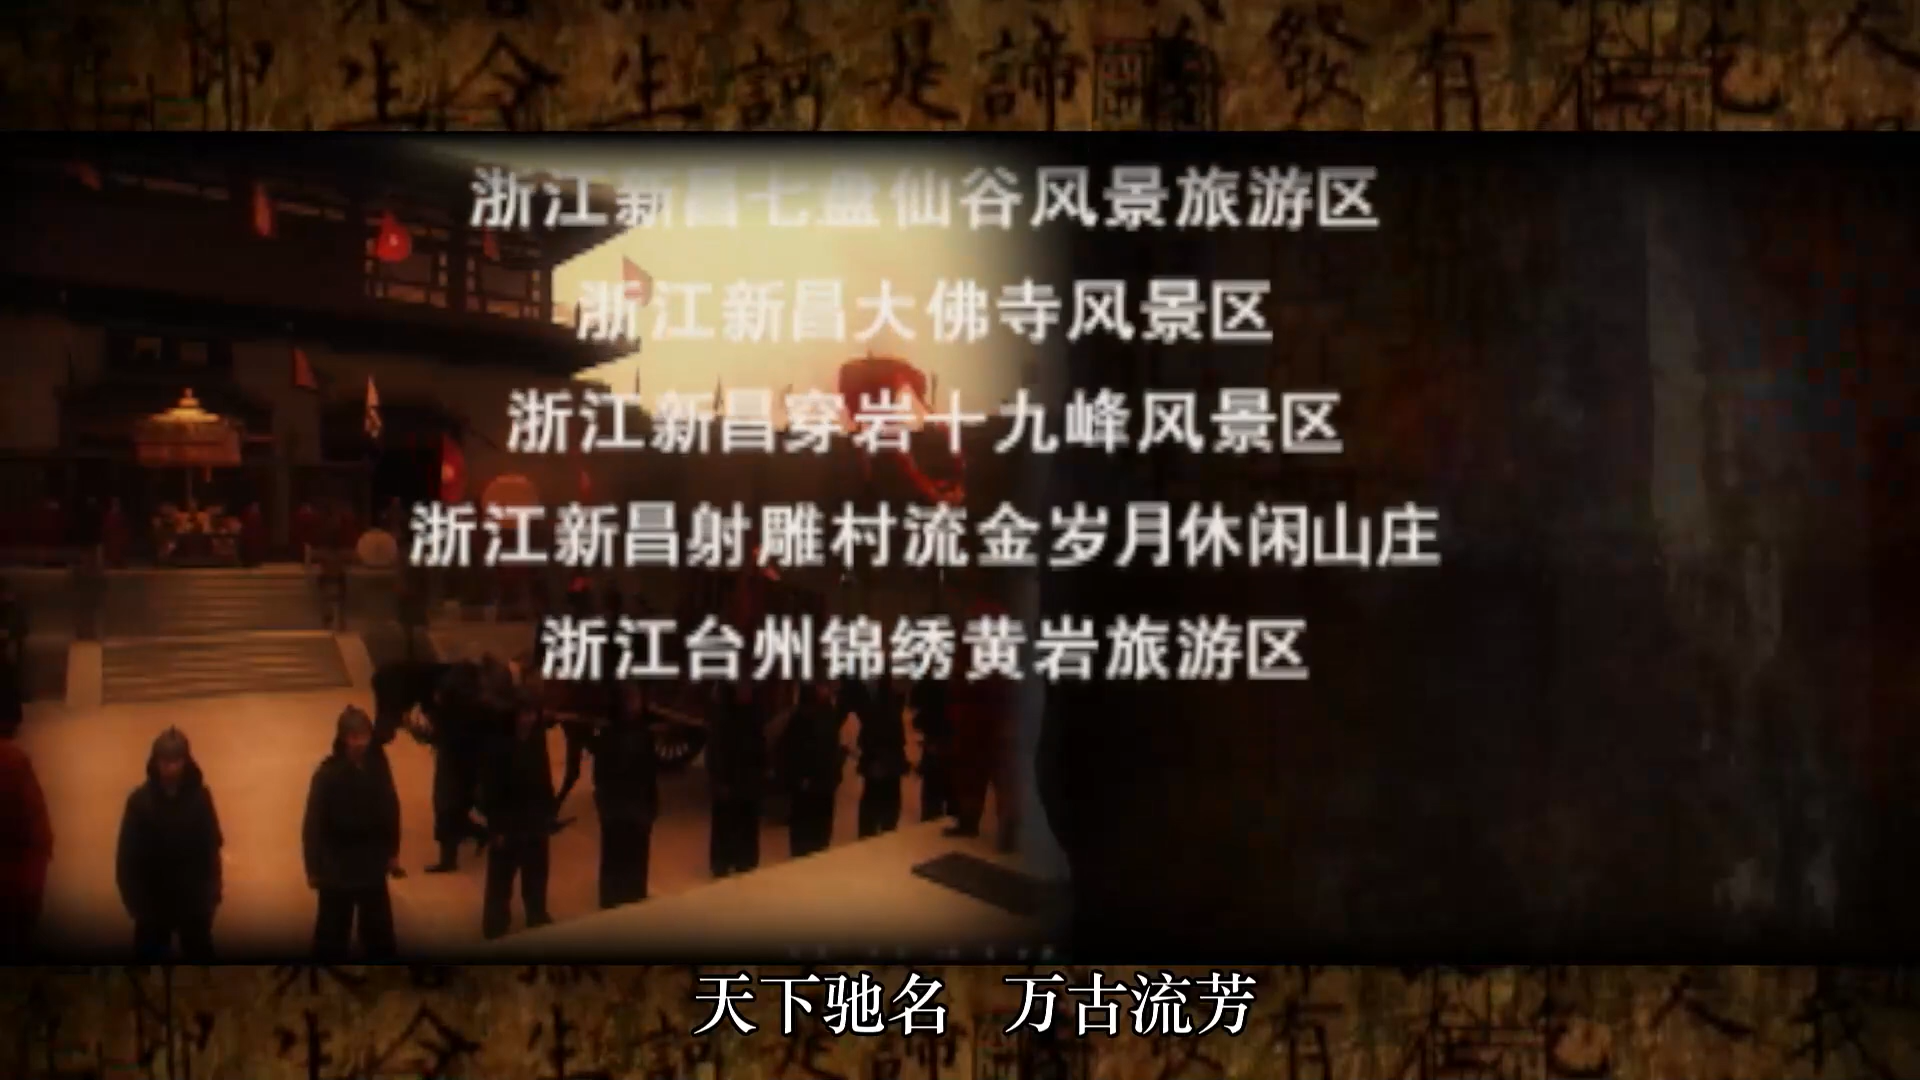 浙江新昌七盘仙谷风景旅游区
浙江新昌大佛寺风景区
浙江新昌穿岩十九峰风景区
浙江新昌射雕村流金岁月休闲山庄
浙江台州锦绣黄岩旅游区
天下驰名 万古流芳